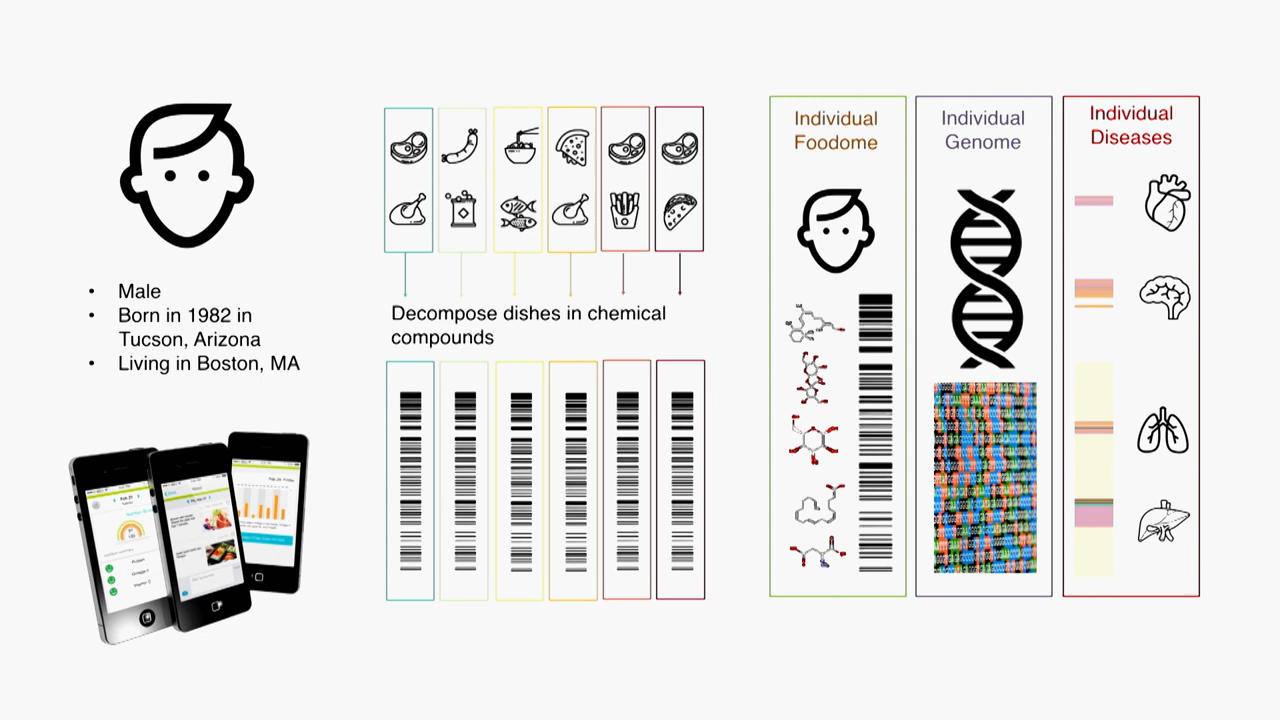 • Male
• Born in 1982 in
Tucson, Arizona
• Living in Boston, MA
Decompose dishes in chemical
compounds
Individual
Foodome
Individual
Genome
Individual
Diseases